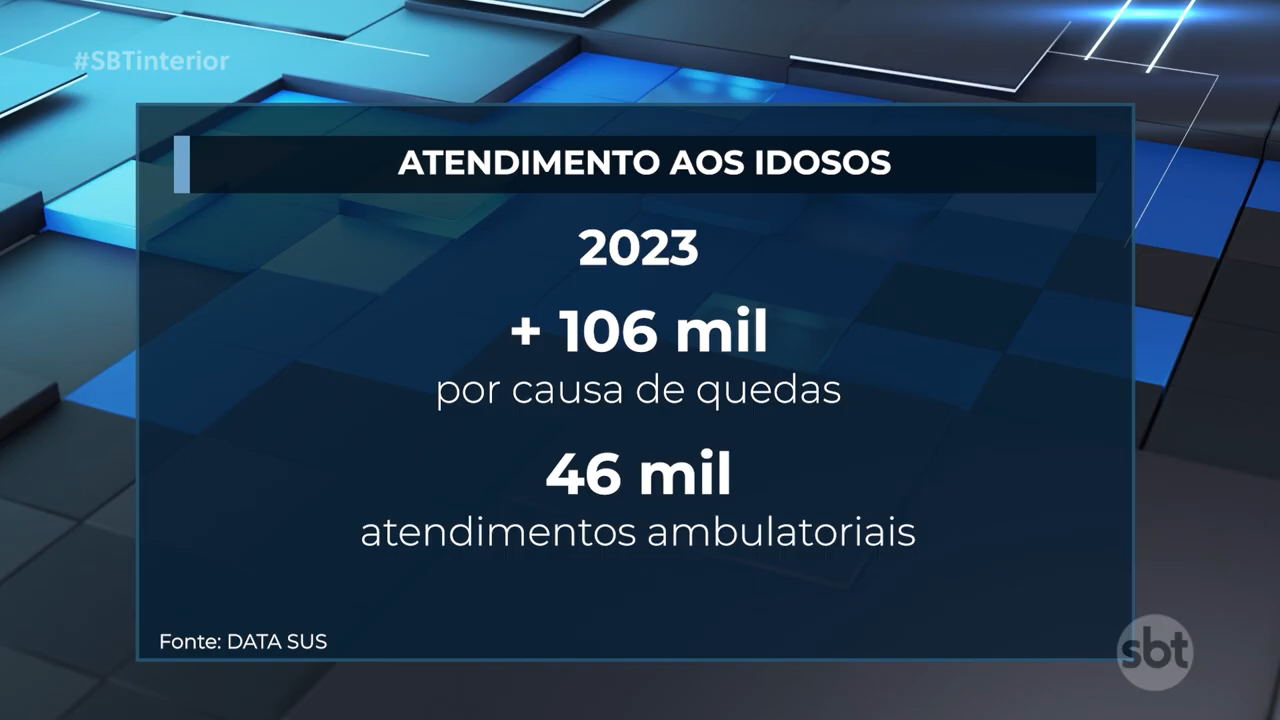 #SBTinterior
ATENDIMENTO AOS IDOSOS
2023
+ 106 mil
por causa de quedas
46 mil
atendimentos ambulatoriais
Fonte: DATA SUS
sbt